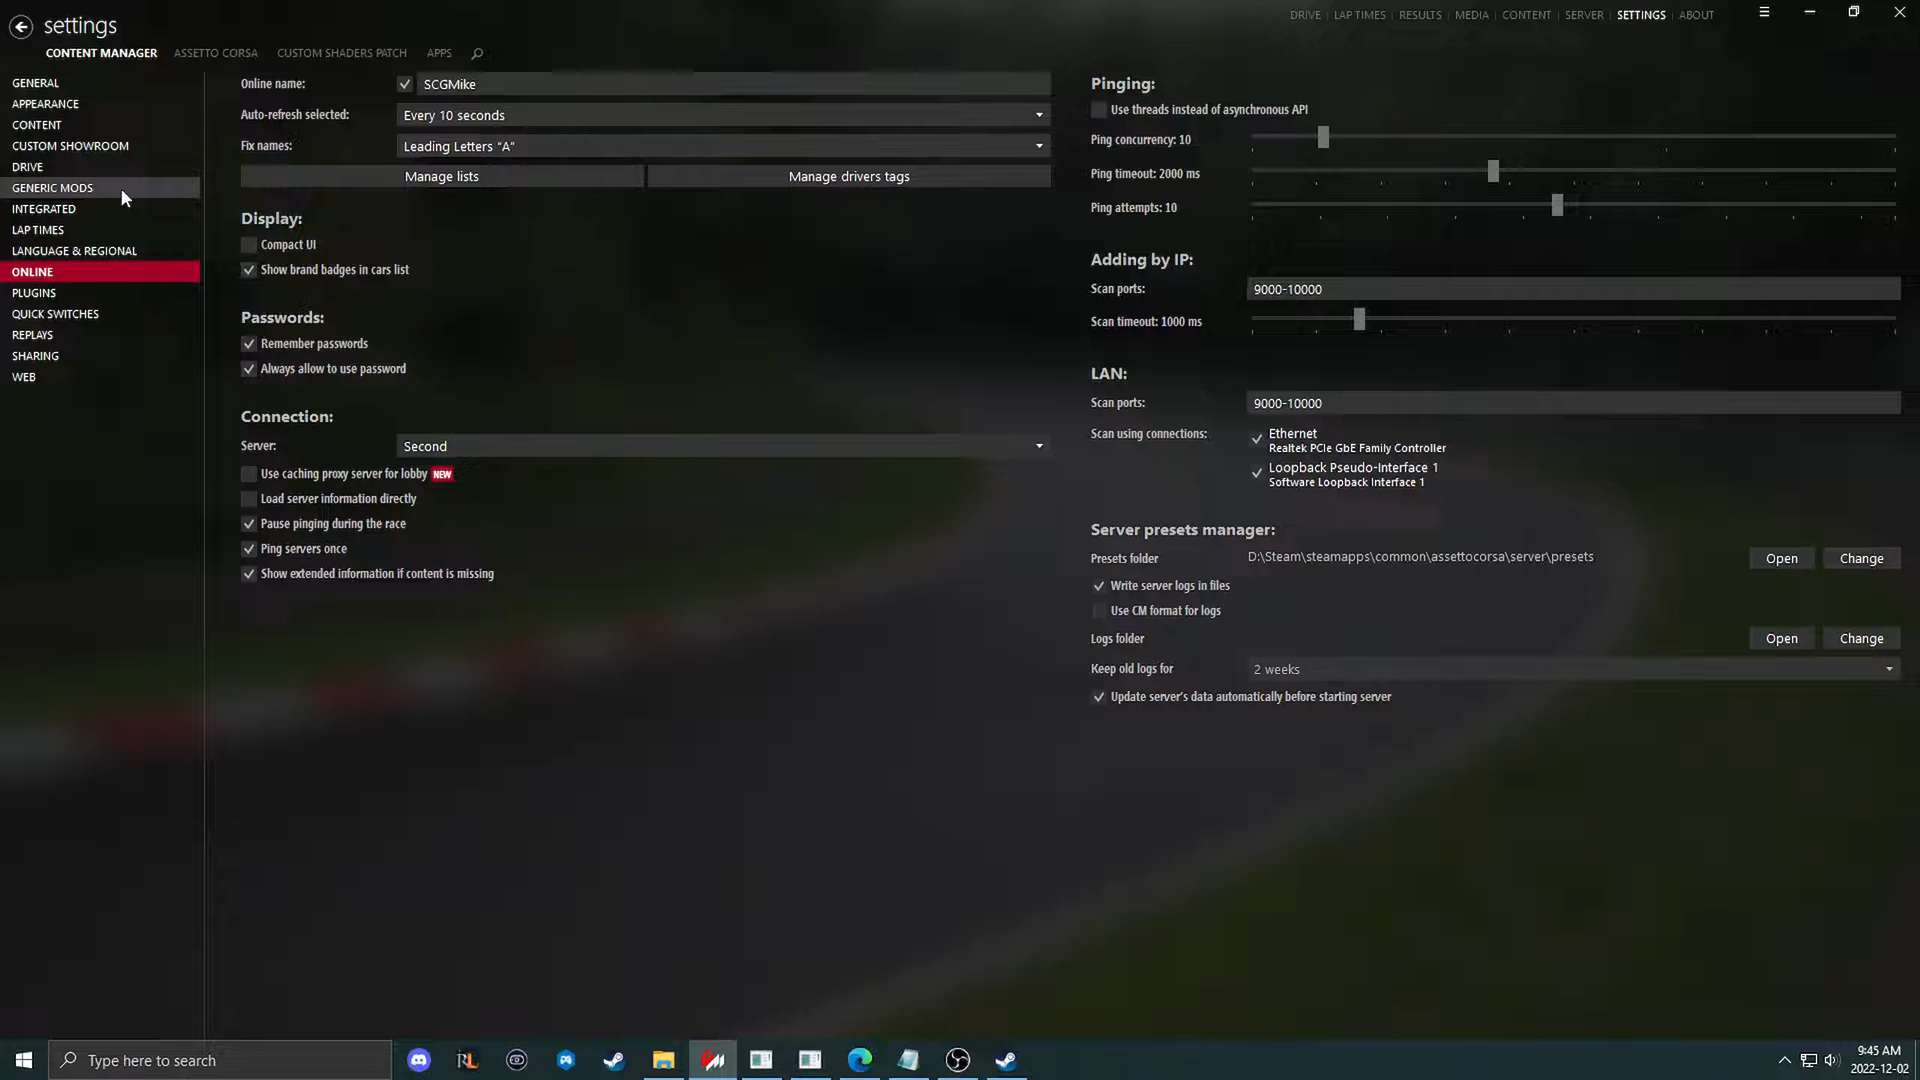 settings
DRIVE | LAP TIMES | RESULTS | MEDIA | CONTENT | SERVER | SETTINGS | ABOUT
CONTENT MANAGER ASSETTO CORSA CUSTOM SHADERS PATCH APPS
GENERAL
APPEARANCE
CONTENT
CUSTOM SHOWROOM
DRIVE
GENERIC MODS
INTEGRATED
LAP TIMES
LANGUAGE & REGIONAL
ONLINE
PLUGINS
QUICK SWITCHES
REPLAYS
SHARING
WEB
Online name: SCGMike
Auto-refresh selected: Every 10 seconds
Fix names: Leading Letters “A”
Manage lists Manage drivers tags
Display:
Compact UI
Show brand badges in cars list
Passwords:
Remember passwords
Always allow to use password
Connection:
Server: Second
Use caching proxy server for lobby NEW
Load server information directly
Pause pinging during the race
Ping servers once
Show extended information if content is missing
Pinging:
Use threads instead of asynchronous API
Ping concurrency: 10
Ping timeout: 2000 ms
Ping attempts: 10
Adding by IP:
Scan ports: 9000-10000
Scan timeout: 1000 ms
LAN:
Scan ports: 9000-10000
Scan using connections: Ethernet
Realtek PCIe GbE Family Controller
Loopback Pseudo-Interface 1
Software Loopback Interface 1
Server presets manager:
Presets folder D:\Steam\steamapps\common\assettocorsa\server\presets Open Change
Write server logs in files
Use CM format for logs
Logs folder Open Change
Keep old logs for 2 weeks
Update server's data automatically before starting server
Type here to search
RL
9:45 AM
2022-12-02